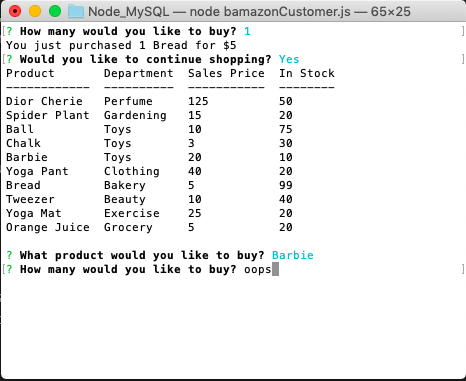 Node_MySQL — node bamazonCustomer.js — 65×25
[? How many would you like to buy? 1 ]
You just purchased 1 Bread for $5
[? Would you like to continue shopping? Yes ]
Product Department Sales Price In Stock
------------ ---------- ----------- --------
Dior Cherie Perfume 125 50
Spider Plant Gardening 15 20
Ball Toys 10 75
Chalk Toys 3 30
Barbie Toys 20 10
Yoga Pant Clothing 40 20
Bread Bakery 5 99
Tweezer Beauty 10 40
Yoga Mat Exercise 25 20
Orange Juice Grocery 5 20
? What product would you like to buy? Barbie
[? How many would you like to buy? oops ]